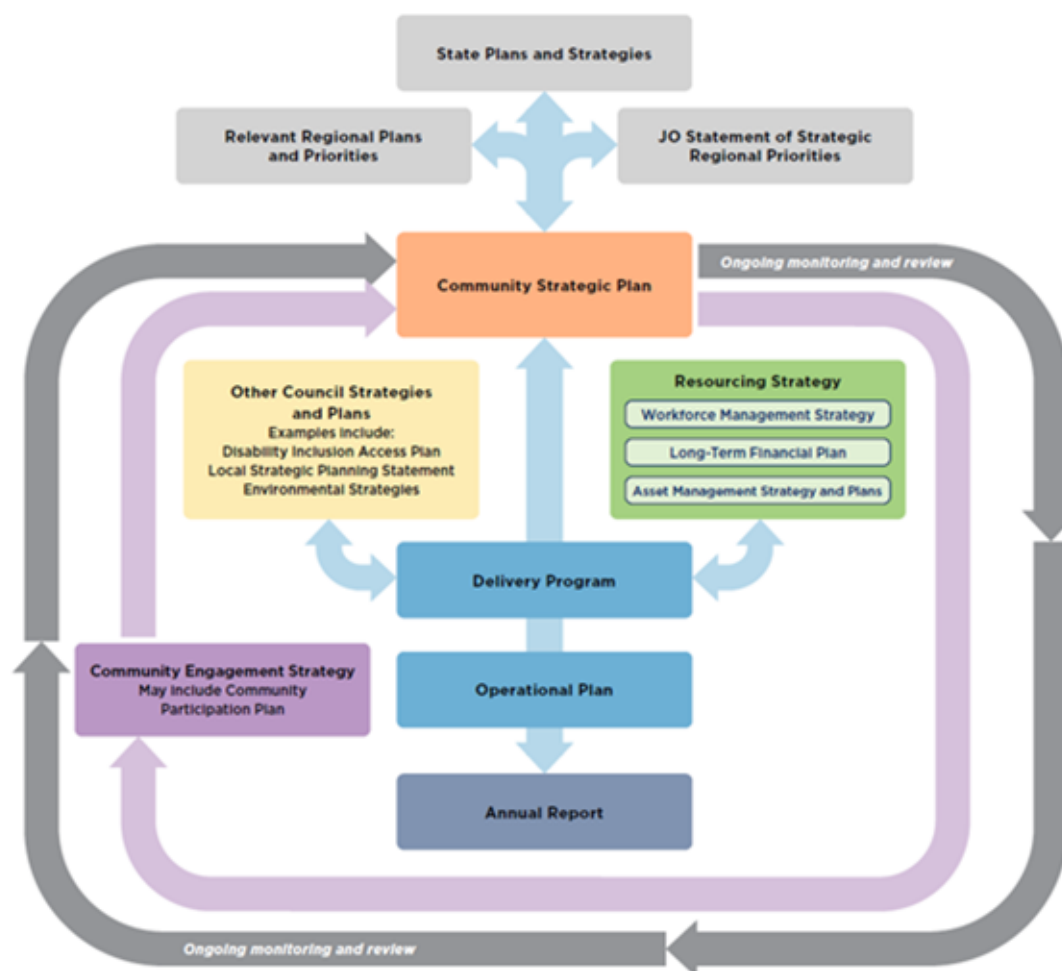 State Plans and Strategies
Relevant Regional Plans
and Priorities
JO Statement of Strategic
Regional Priorities
Ongoing monitoring and review
Community Strategic Plan
Other Council Strategies
and Plans
Examples include:
Disability Inclusion Access Plan
Local Strategic Planning Statement
Environmental Strategies
Resourcing Strategy
Workforce Management Strategy
Long-Term Financial Plan
Asset Management Strategy and Plans
Delivery Program
Community Engagement Strategy
May include Community
Participation Plan
Operational Plan
Annual Report
Ongoing monitoring and review